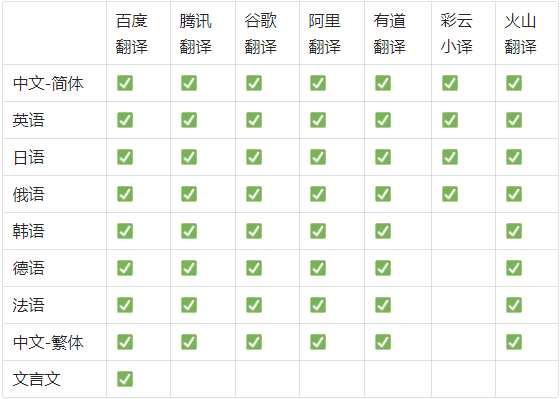 百度 腾讯 谷歌 阿里 有道 彩云 火山
翻译 翻译 翻译 翻译 翻译 小译 翻译
中文-简体 ✅ ✅ ✅ ✅ ✅ ✅ ✅
英语 ✅ ✅ ✅ ✅ ✅ ✅ ✅
日语 ✅ ✅ ✅ ✅ ✅ ✅ ✅
俄语 ✅ ✅ ✅ ✅ ✅ ✅ ✅
韩语 ✅ ✅ ✅ ✅ ✅ ✅
德语 ✅ ✅ ✅ ✅ ✅ ✅
法语 ✅ ✅ ✅ ✅ ✅ ✅
中文-繁体 ✅ ✅ ✅ ✅ ✅ ✅
文言文 ✅